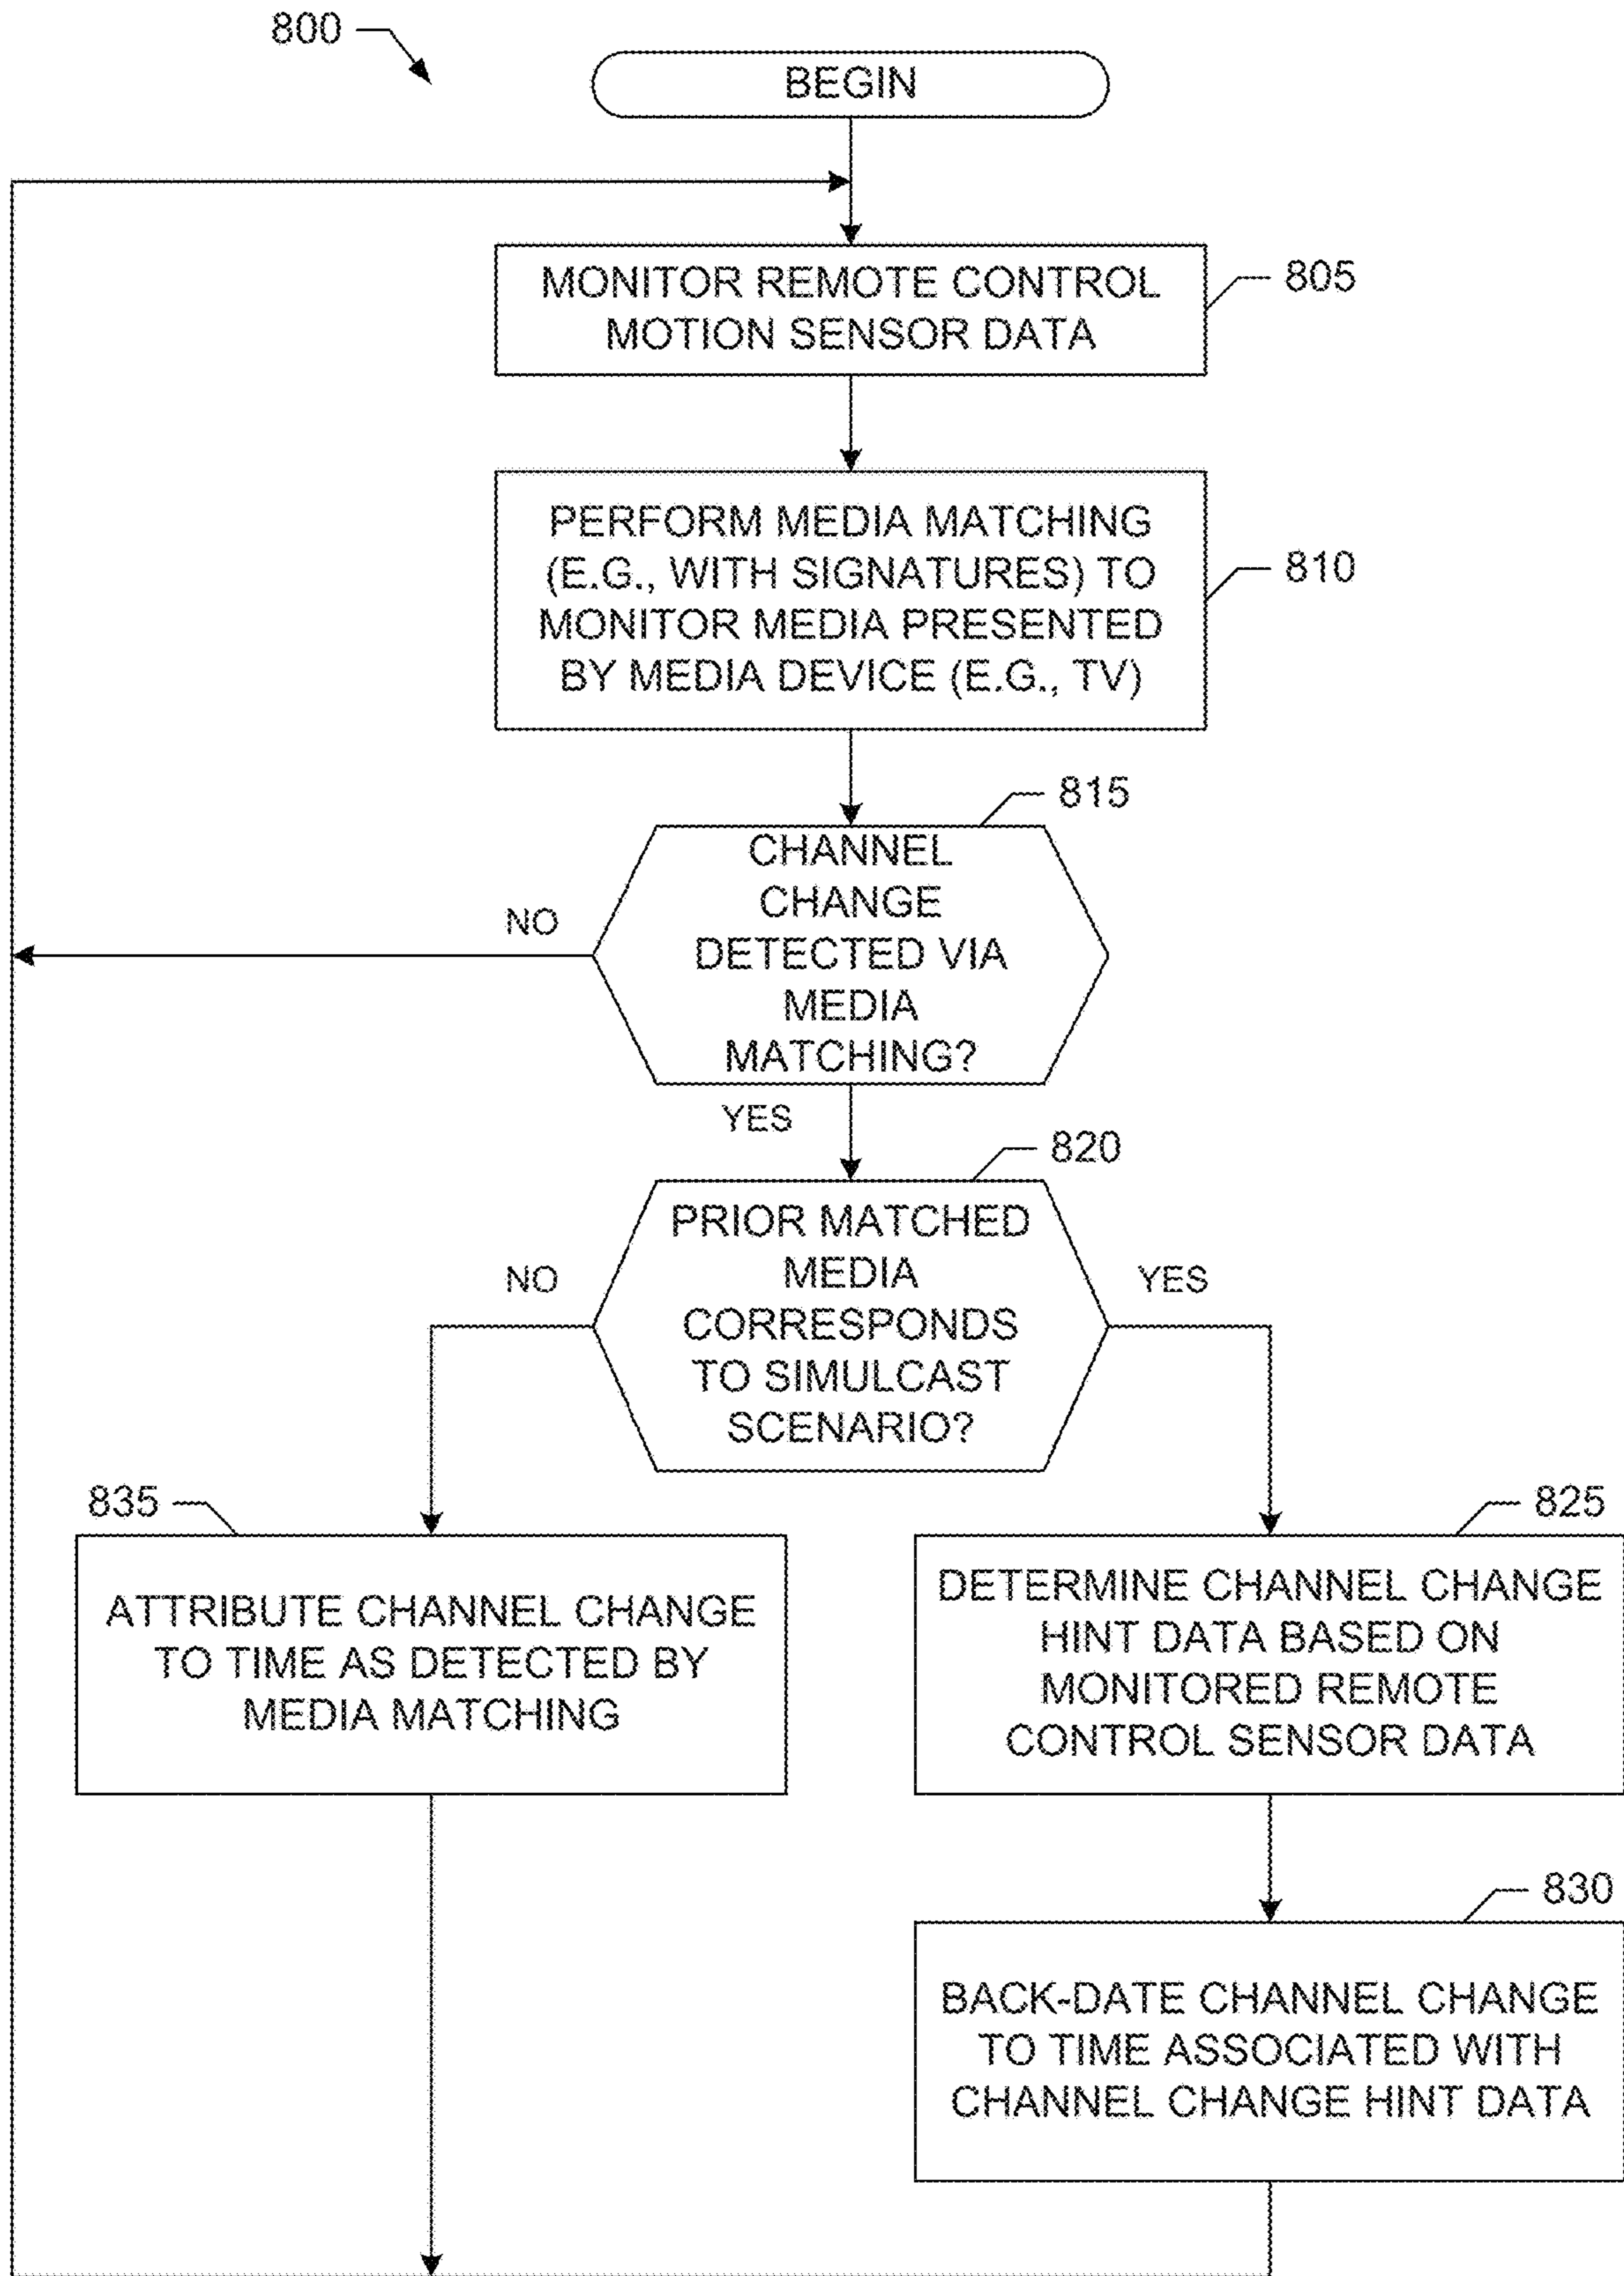 800
BEGIN
MONITOR REMOTE CONTROL
MOTION SENSOR DATA
805
PERFORM MEDIA MATCHING
(E.G., WITH SIGNATURES) TO
MONITOR MEDIA PRESENTED
BY MEDIA DEVICE (E.G., TV)
810
815
CHANNEL
CHANGE
DETECTED VIA
MEDIA
MATCHING?
NO
YES
820
PRIOR MATCHED
MEDIA
CORRESPONDS
TO SIMULCAST
SCENARIO?
NO
YES
835
ATTRIBUTE CHANNEL CHANGE
TO TIME AS DETECTED BY
MEDIA MATCHING
825
DETERMINE CHANNEL CHANGE
HINT DATA BASED ON
MONITORED REMOTE
CONTROL SENSOR DATA
830
BACK-DATE CHANNEL CHANGE
TO TIME ASSOCIATED WITH
CHANNEL CHANGE HINT DATA